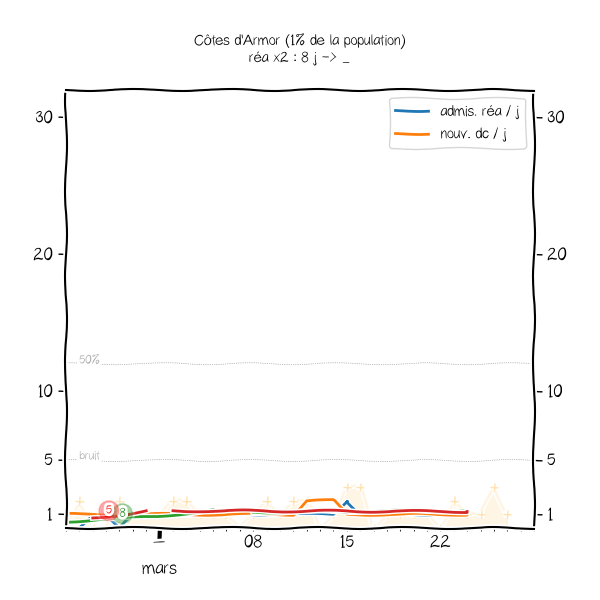 Côtes d'Armor (1% de la population)
réa x2 : 8 j -> _
admis. réa / j
nouv. dc / j
30
30
20
20
50%
10
10
bruit
5
5
5
8
1
1
1
08
15
22
mars